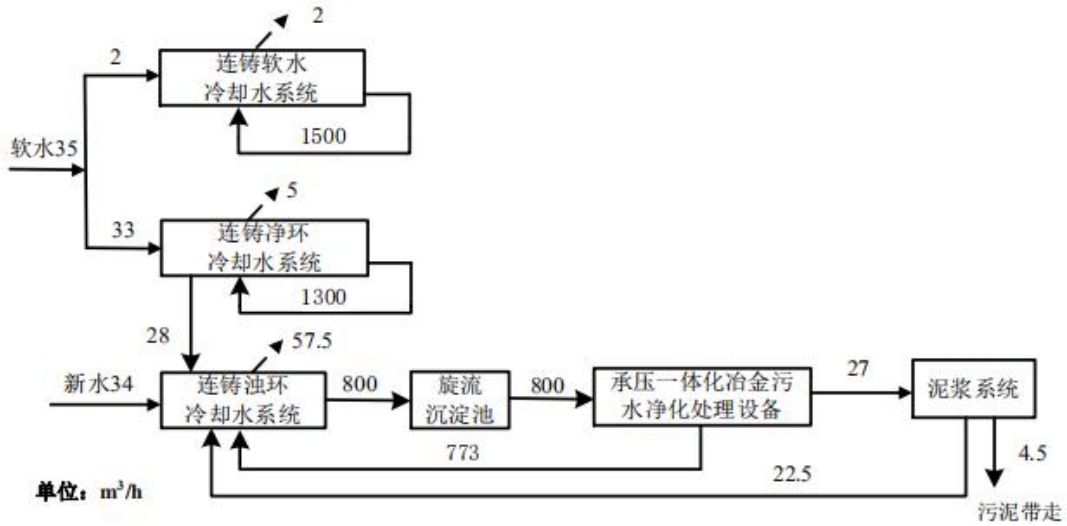 2
2
连铸软水
冷却水系统
1500
软水35
5
33
连铸净环
冷却水系统
1300
28
57.5
新水34
连铸浊环
冷却水系统
800
旋流
沉淀池
800
承压一体化冶金污
水净化处理设备
27
泥浆系统
773
4.5
22.5
单位：m³/h
污泥带走